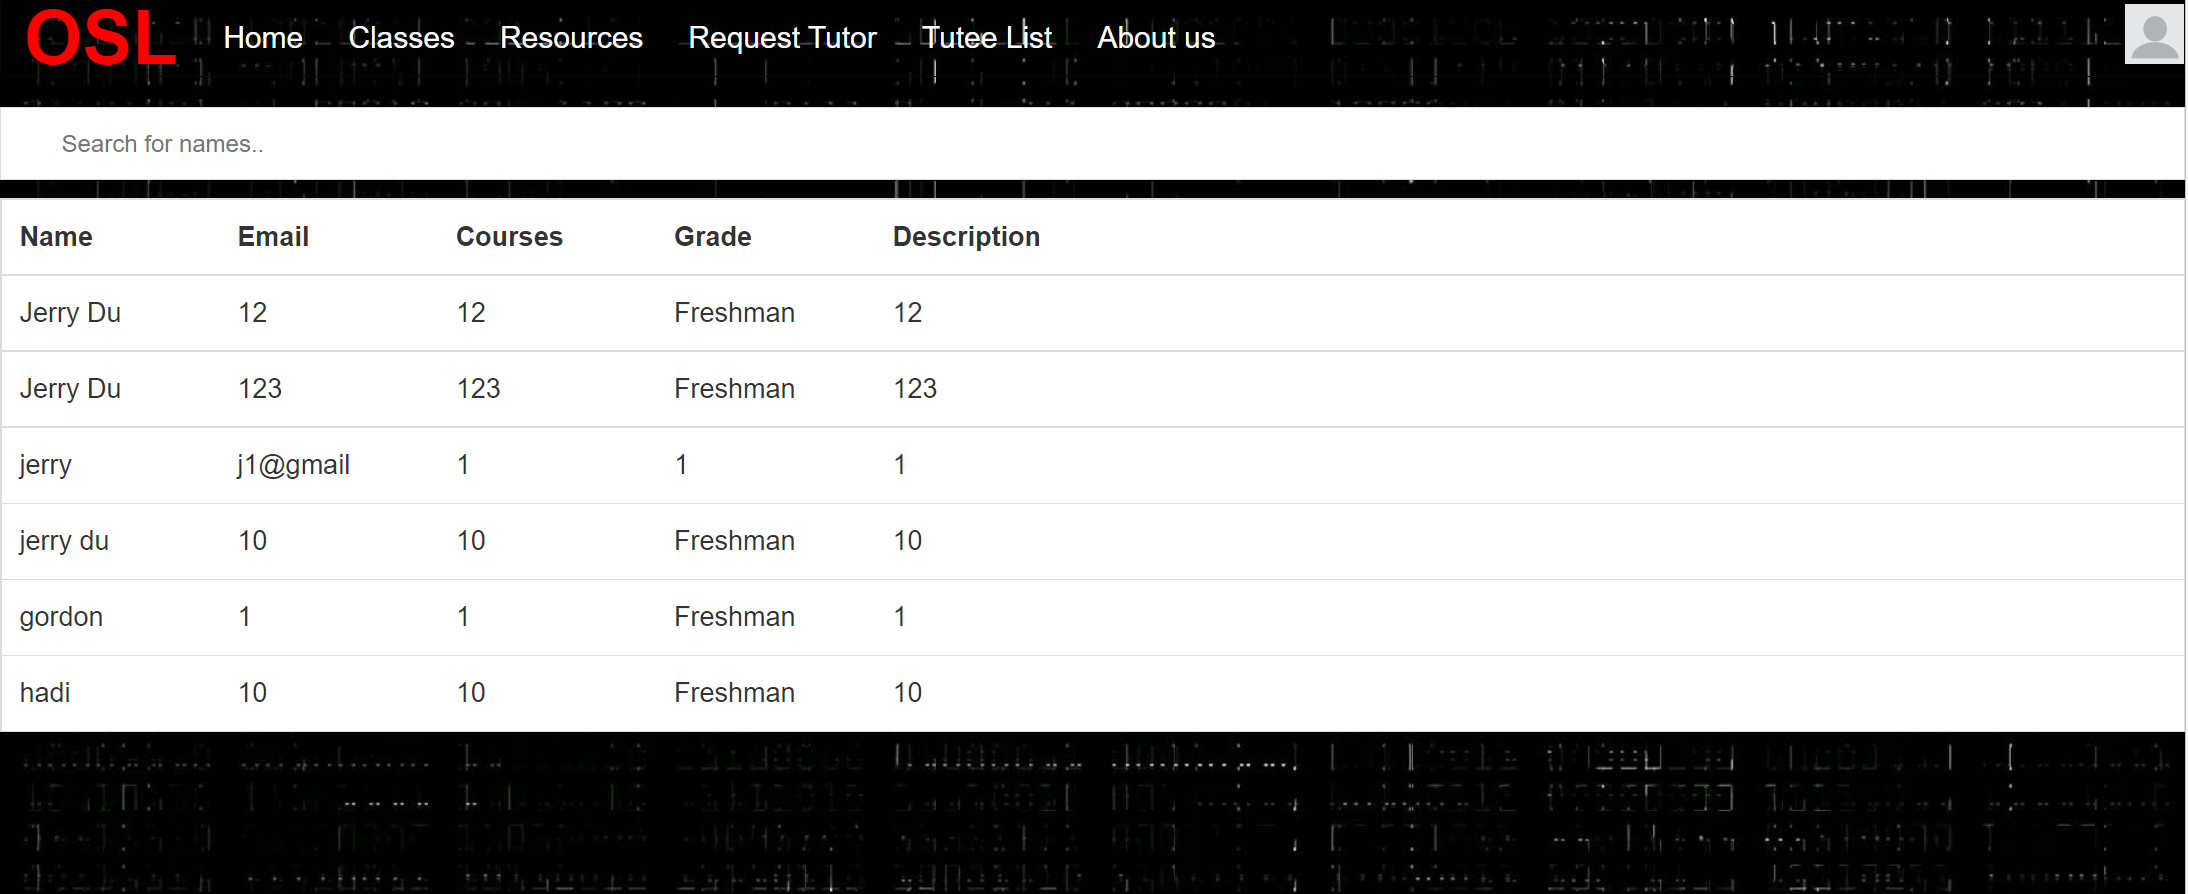 OSL Home Classes Resources Request Tutor Tutee List About us
Search for names..
Name Email Courses Grade Description
Jerry Du 12 12 Freshman 12
Jerry Du 123 123 Freshman 123
jerry j1@gmail 1 1 1
jerry du 10 10 Freshman 10
gordon 1 1 Freshman 1
hadi 10 10 Freshman 10